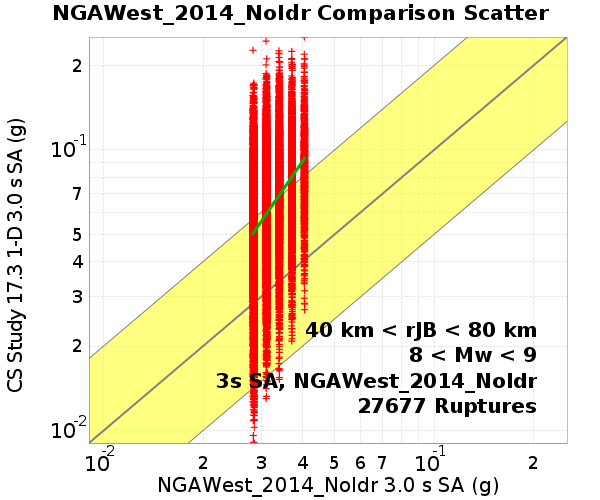 NGAWest_2014_NoIdr Comparison Scatter
CS Study 17.3 1-D 3.0 s SA (g)
2
10-1
7
5
4
3
2
10-2
40 km < rJB < 80 km
8 < Mw < 9
3s SA, NGAWest_2014_NoIdr
27677 Ruptures
10-2 2 3 4 5 6 7 10-1 2
NGAWest_2014_NoIdr 3.0 s SA (g)